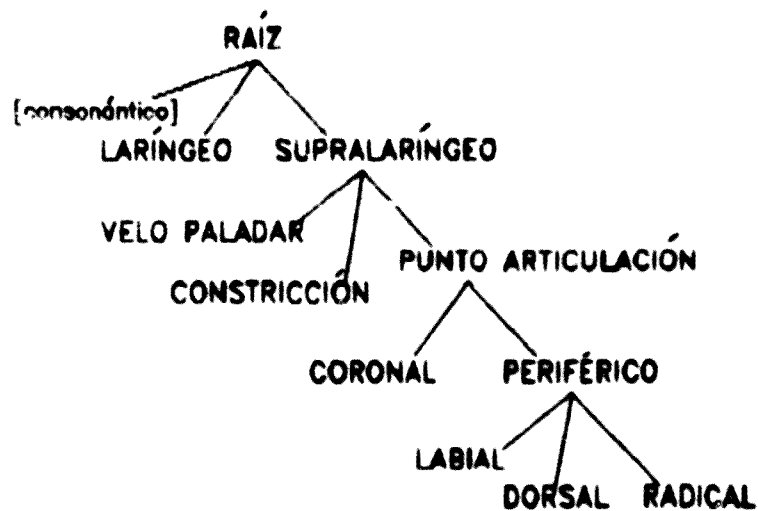 RAÍZ
[consonántico]
LARÍNGEO SUPRALARÍNGEO
VELO PALADAR
PUNTO ARTICULACIÓN
CONSTRICCIÓN
CORONAL PERIFÉRICO
LABIAL
DORSAL RADICAL